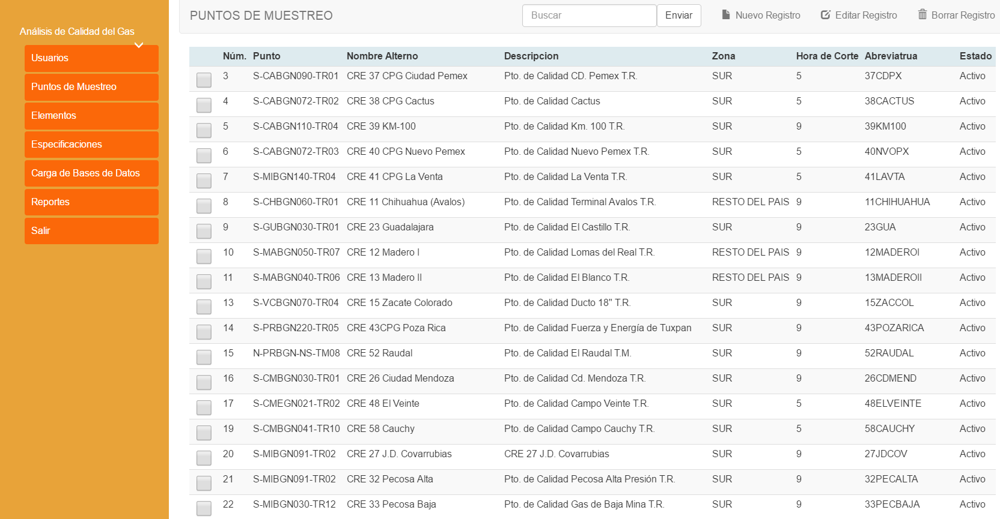 Análisis de Calidad del Gas
Usuarios
Puntos de Muestreo
Elementos
Especificaciones
Carga de Bases de Datos
Reportes
Salir
PUNTOS DE MUESTREO Buscar Enviar Nuevo Registro Editar Registro Borrar Registro
Núm. Punto Nombre Alterno Descripcion Zona Hora de Corte Abreviatrua Estado
3 S-CABGN090-TR01 CRE 37 CPG Ciudad Pemex Pto. de Calidad CD. Pemex T.R. SUR 5 37CDPX Activo
4 S-CABGN072-TR02 CRE 38 CPG Cactus Pto. de Calidad Cactus SUR 5 38CACTUS Activo
5 S-CABGN110-TR04 CRE 39 KM-100 Pto. de Calidad Km. 100 T.R. SUR 9 39KM100 Activo
6 S-CABGN072-TR03 CRE 40 CPG Nuevo Pemex Pto. de Calidad Nuevo Pemex T.R. SUR 5 40NVOPX Activo
7 S-MIBGN140-TR04 CRE 41 CPG La Venta Pto. de Calidad La Venta T.R. SUR 5 41LAVTA Activo
8 S-CHBGN060-TR01 CRE 11 Chihuahua (Avalos) Pto. de Calidad Terminal Avalos T.R. RESTO DEL PAIS 9 11CHIHUAHUA Activo
9 S-GUBGN030-TR01 CRE 23 Guadalajara Pto. de Calidad El Castillo T.R. SUR 9 23GUA Activo
10 S-MABGN050-TR07 CRE 12 Madero I Pto. de Calidad Lomas del Real T.R. RESTO DEL PAIS 9 12MADEROI Activo
11 S-MABGN040-TR06 CRE 13 Madero II Pto. de Calidad El Blanco T.R. RESTO DEL PAIS 9 13MADEROII Activo
13 S-VCBGN070-TR04 CRE 15 Zacate Colorado Pto. de Calidad Ducto 18" T.R. SUR 9 15ZACCOL Activo
14 S-PRBGN220-TR05 CRE 43CPG Poza Rica Pto. de Calidad Fuerza y Energía de Tuxpan SUR 9 43POZARICA Activo
15 N-PRBGN-NS-TM08 CRE 52 Raudal Pto. de Calidad El Raudal T.M. SUR 9 52RAUDAL Activo
16 S-CMBGN030-TR01 CRE 26 Ciudad Mendoza Pto. de Calidad Cd. Mendoza T.R. SUR 9 26CDMEND Activo
17 S-CMEGN021-TR02 CRE 48 El Veinte Pto. de Calidad Campo Veinte T.R. SUR 5 48ELVEINTE Activo
19 S-CMBGN041-TR10 CRE 58 Cauchy Pto. de Calidad Campo Cauchy T.R. SUR 5 58CAUCHY Activo
20 S-MIBGN091-TR02 CRE 27 J.D. Covarrubias CRE 27 J.D. Covarrubias SUR 9 27JDCOV Activo
21 S-MIBGN091-TR02 CRE 32 Pecosa Alta Pto. de Calidad Pecosa Alta Presión T.R. SUR 9 32PECALTA Activo
22 S-MIBGN030-TR12 CRE 33 Pecosa Baja Pto. de Calidad Gas de Baja Mina T.R. SUR 9 33PECBAJA Activo